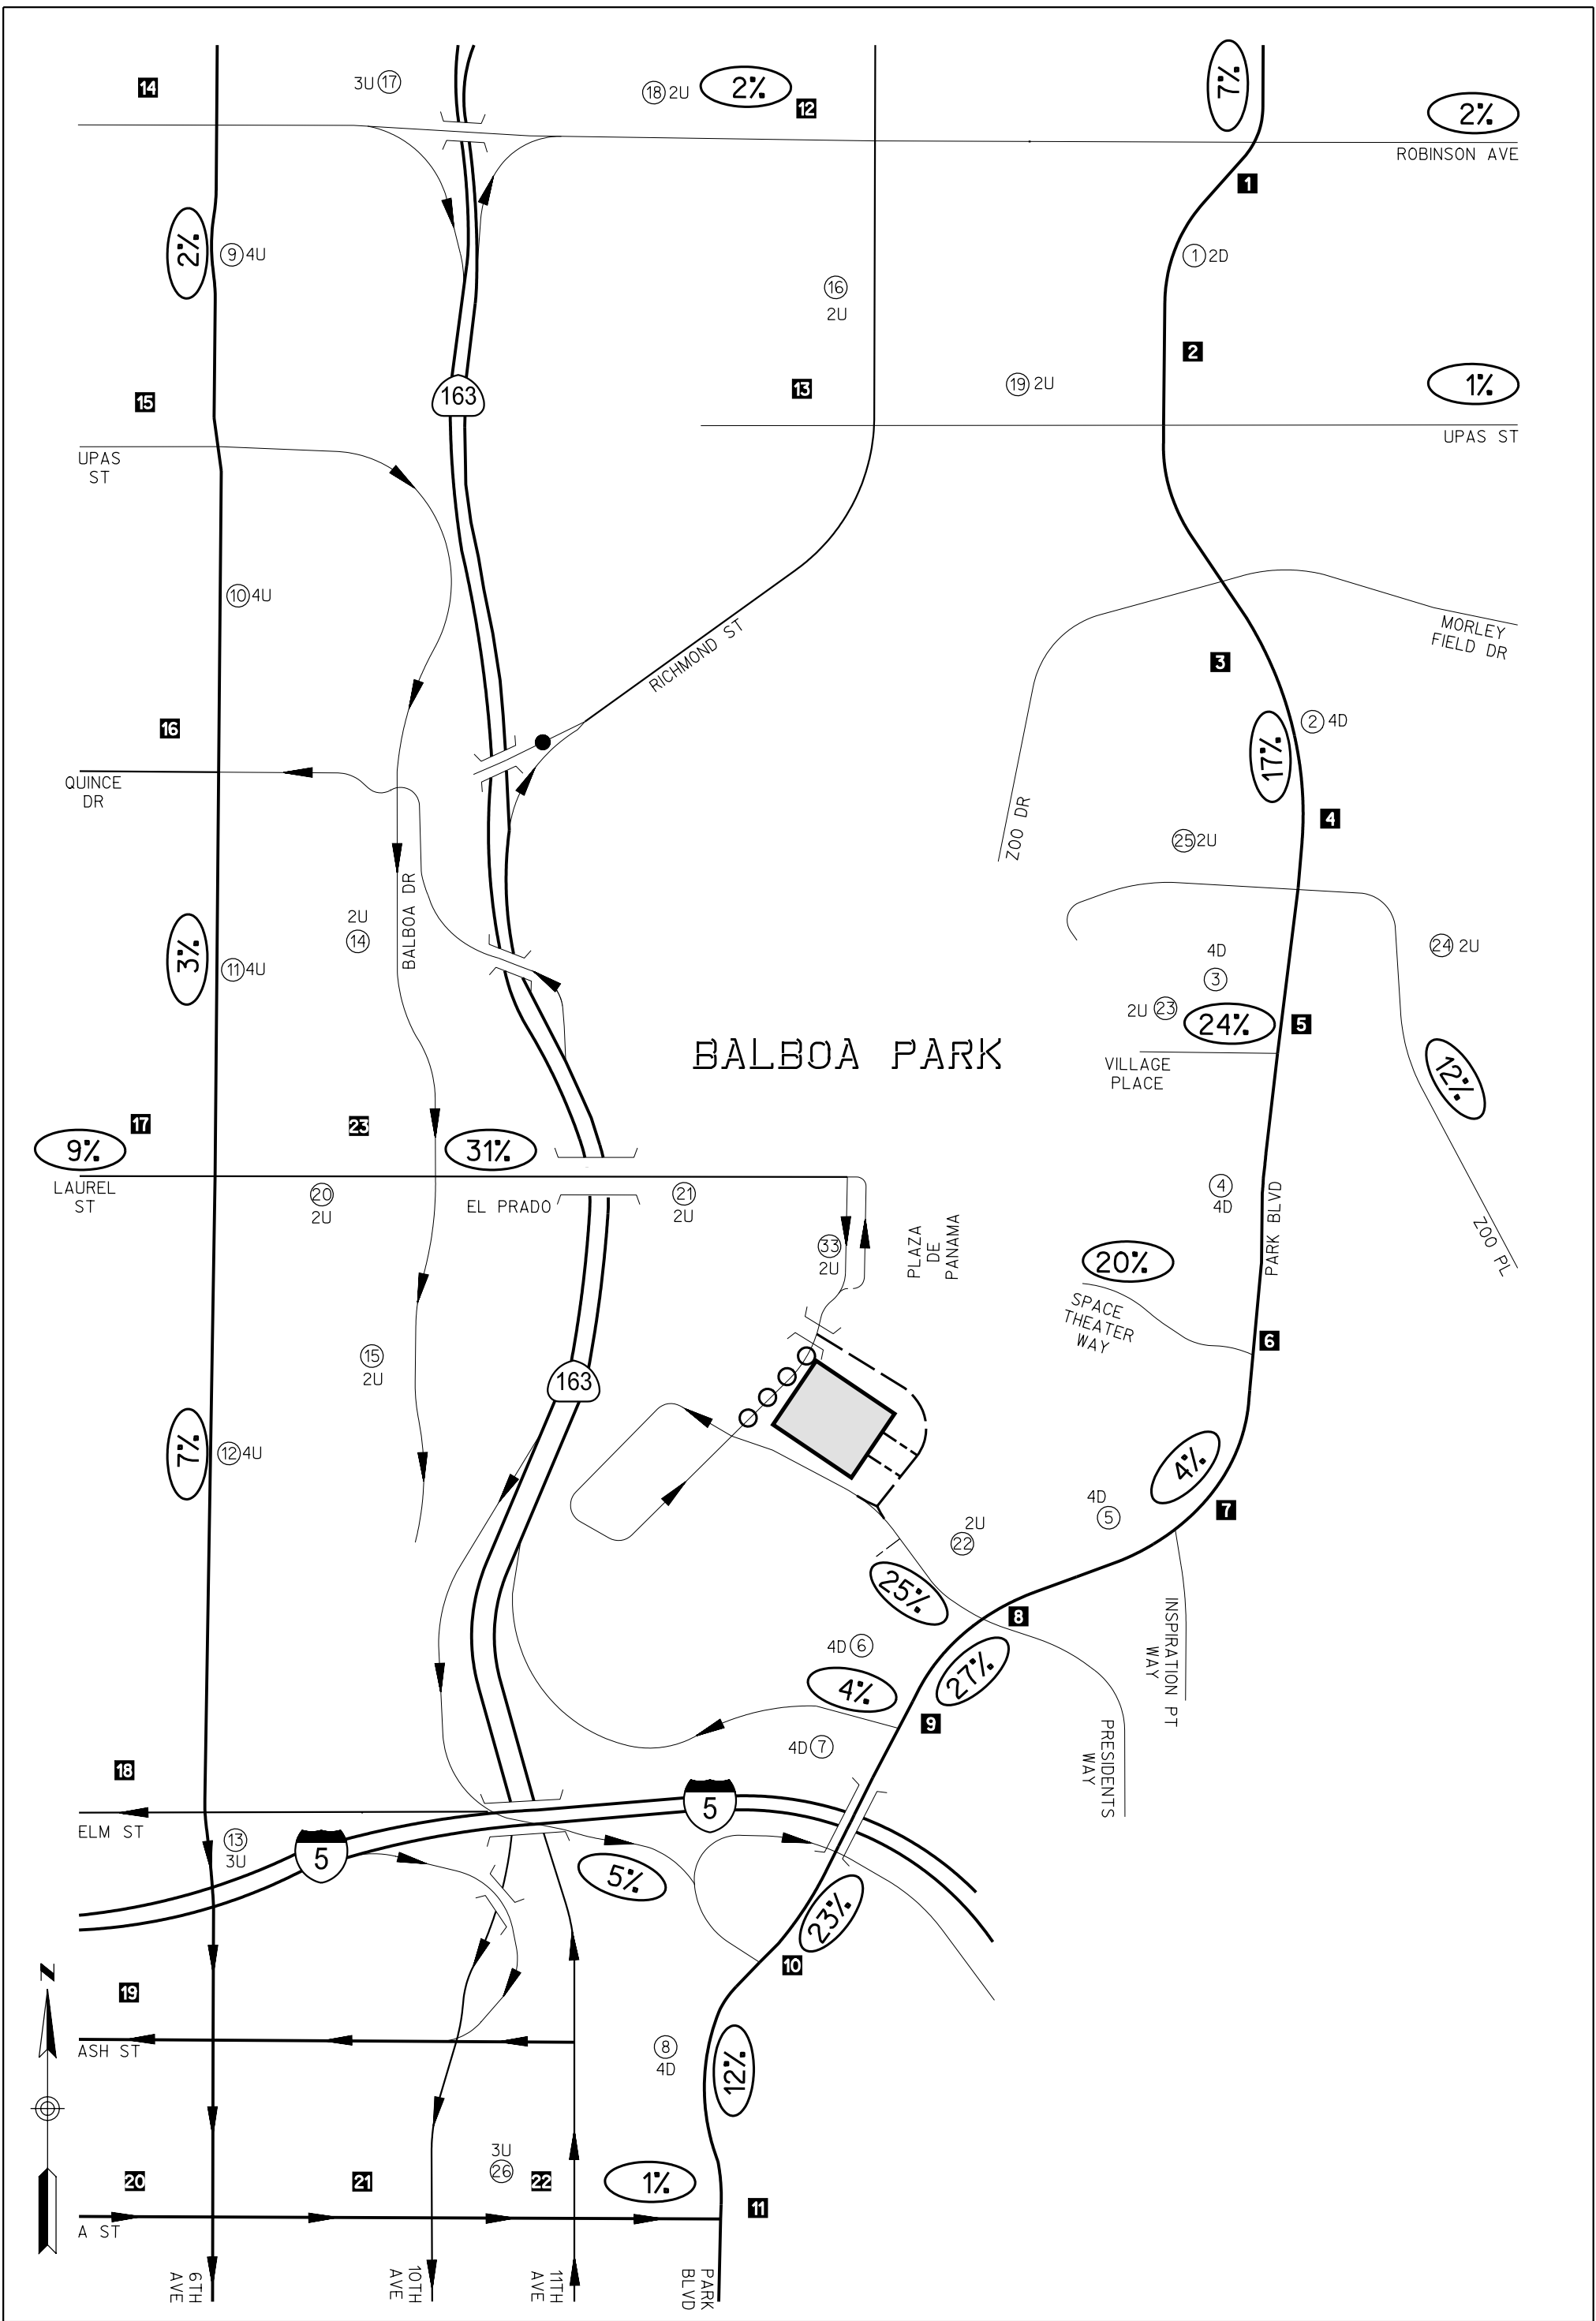 14
3U 17
18 2U
2%
12
7%
2%
ROBINSON AVE
1
2%
9 4U
1 2D
16
2U
2
163
15
13
19 2U
1%
UPAS
ST
UPAS ST
10 4U
MORLEY
FIELD DR
RICHMOND ST
3
16
17%
2 4D
QUINCE
DR
ZOO DR
4
25 2U
2U
14
BALBOA DR
3%
11 4U
4D
3
24 2U
2U 23
24%
5
BALBOA PARK
VILLAGE
PLACE
12%
17
23
9%
31%
LAUREL
ST
20
2U
EL PRADO
21
2U
4
4D
PARK BLVD
33
2U
PLAZA
DE
PANAMA
ZOO PL
20%
SPACE
THEATER
WAY
6
15
2U
163
7%
12 4U
4%
4D
5
7
2U
22
25%
8
INSPIRATION PT
WAY
4D 6
27%
4%
9
4D 7
PRESIDENTS
WAY
18
5
ELM ST
13
3U
5
5%
23%
10
N
19
ASH ST
8
4D
12%
3U
26
20
21
22
1%
11
A ST
6TH
AVE
10TH
AVE
11TH
AVE
PARK
BLVD